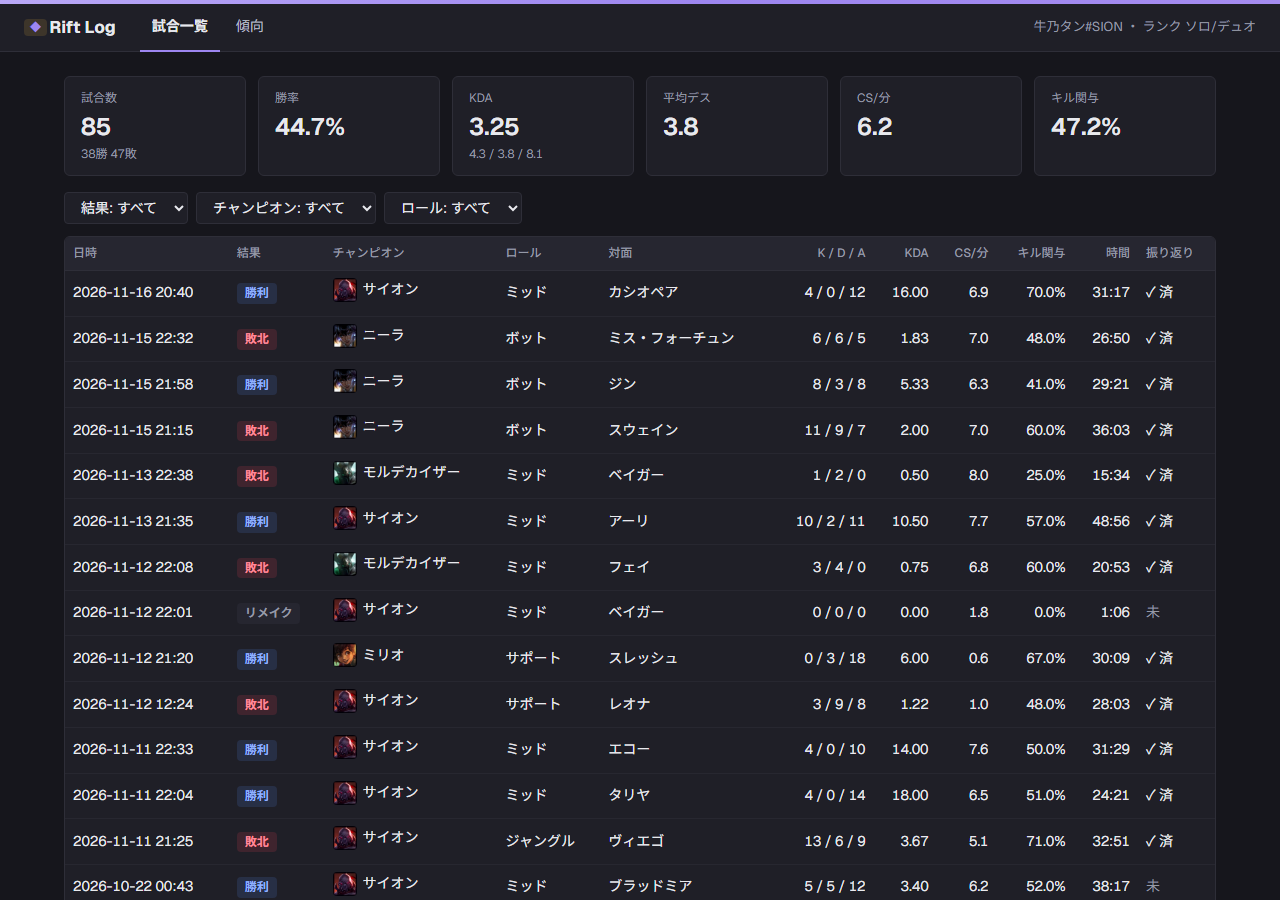 Rift Log 試合一覧 傾向 牛乃タン#SION ・ ランク ソロ/デュオ
試合数 勝率 KDA 平均デス CS/分 キル関与
85 44.7% 3.25 3.8 6.2 47.2%
38勝 47敗 4.3 / 3.8 / 8.1
結果: すべて チャンピオン: すべて ロール: すべて
日時 結果 チャンピオン ロール 対面 K / D / A KDA CS/分 キル関与 時間 振り返り
2026-11-16 20:40 勝利 サイオン ミッド カシオペア 4 / 0 / 12 16.00 6.9 70.0% 31:17 ✓ 済
2026-11-15 22:32 敗北 ニーラ ボット ミス・フォーチュン 6 / 6 / 5 1.83 7.0 48.0% 26:50 ✓ 済
2026-11-15 21:58 勝利 ニーラ ボット ジン 8 / 3 / 8 5.33 6.3 41.0% 29:21 ✓ 済
2026-11-15 21:15 敗北 ニーラ ボット スウェイン 11 / 9 / 7 2.00 7.0 60.0% 36:03 ✓ 済
2026-11-13 22:38 敗北 モルデカイザー ミッド ベイガー 1 / 2 / 0 0.50 8.0 25.0% 15:34 ✓ 済
2026-11-13 21:35 勝利 サイオン ミッド アーリ 10 / 2 / 11 10.50 7.7 57.0% 48:56 ✓ 済
2026-11-12 22:08 敗北 モルデカイザー ミッド フェイ 3 / 4 / 0 0.75 6.8 60.0% 20:53 ✓ 済
2026-11-12 22:01 リメイク サイオン ミッド ベイガー 0 / 0 / 0 0.00 1.8 0.0% 1:06 未
2026-11-12 21:20 勝利 ミリオ サポート スレッシュ 0 / 3 / 18 6.00 0.6 67.0% 30:09 ✓ 済
2026-11-12 12:24 敗北 サイオン サポート レオナ 3 / 9 / 8 1.22 1.0 48.0% 28:03 ✓ 済
2026-11-11 22:33 勝利 サイオン ミッド エコー 4 / 0 / 10 14.00 7.6 50.0% 31:29 ✓ 済
2026-11-11 22:04 勝利 サイオン ミッド タリヤ 4 / 0 / 14 18.00 6.5 51.0% 24:21 ✓ 済
2026-11-11 21:25 敗北 サイオン ジャングル ヴィエゴ 13 / 6 / 9 3.67 5.1 71.0% 32:51 ✓ 済
2026-10-22 00:43 勝利 サイオン ミッド ブラッドミア 5 / 5 / 12 3.40 6.2 52.0% 38:17 未